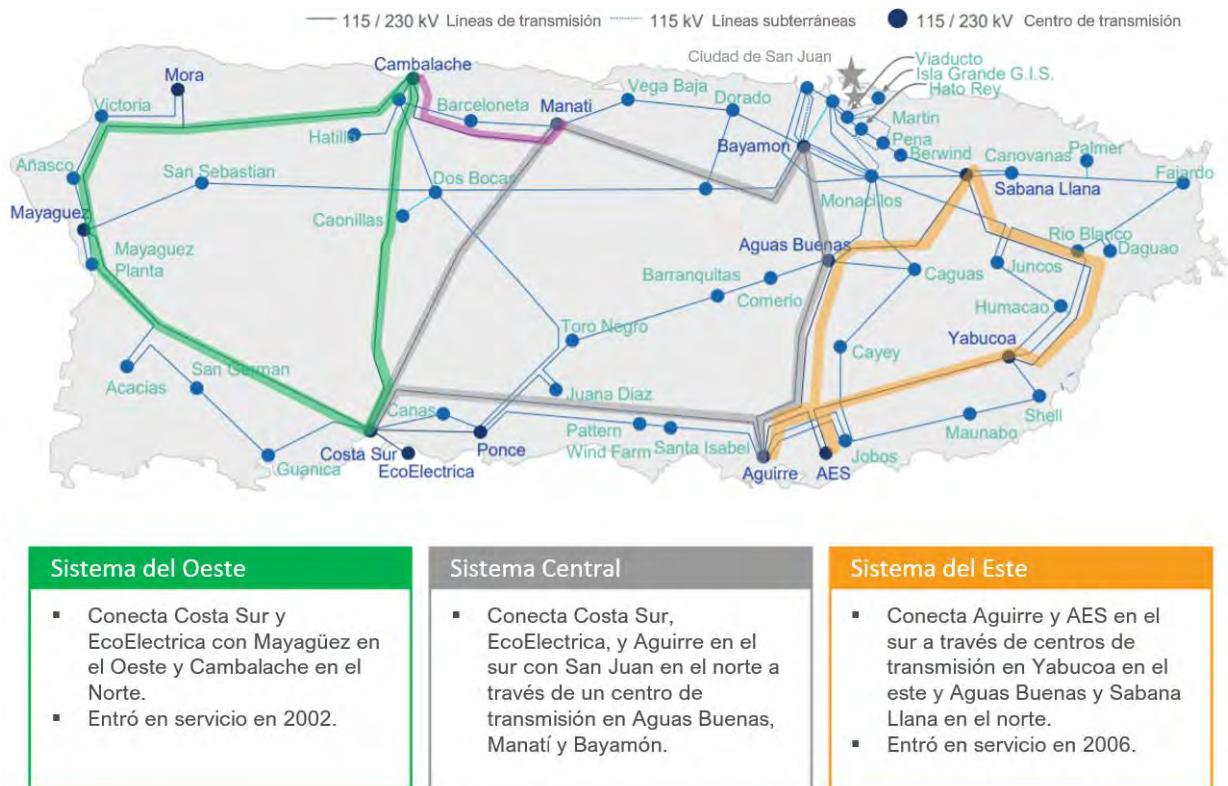 115 / 230 kV Líneas de transmisión
115 kV Líneas subterráneas
115 / 230 kV Centro de transmisión
Ciudad de San Juan
Viaducto
Isla Grande G.I.S.
Hato Rey
Mora
Cambalache
Victoria
Barceloneta
Manati
Vega Baja
Dorado
Martin
Hatillo
Bayamon
Pena
Berwind
Canovanas
Palmer
Añasco
San Sebastian
Dos Bocas
Fajardo
Sabana Llana
Monacillos
Mayaguez
Caonillas
Mayaguez
Planta
Aguas Buenas
Rio Blanco
Daguao
Juncos
Barranquitas
Caguas
Comerio
Humacao
Toro Negro
Yabucoa
Cayey
Acacias
San German
Juana Diaz
Shell
Canas
Maunabo
Pattern
Wind Farm
Santa Isabel
Costa Sur
Ponce
Jobos
Guanica
EcoElectrica
Aguirre
AES
Sistema del Oeste
▪ Conecta Costa Sur y
EcoElectrica con Mayagüez en
el Oeste y Cambalache en el
Norte.
▪ Entró en servicio en 2002.
Sistema Central
▪ Conecta Costa Sur,
EcoElectrica, y Aguirre en el
sur con San Juan en el norte a
través de un centro de
transmisión en Aguas Buenas,
Manatí y Bayamón.
Sistema del Este
▪ Conecta Aguirre y AES en el
sur a través de centros de
transmisión en Yabucoa en el
este y Aguas Buenas y Sabana
Llana en el norte.
▪ Entró en servicio en 2006.